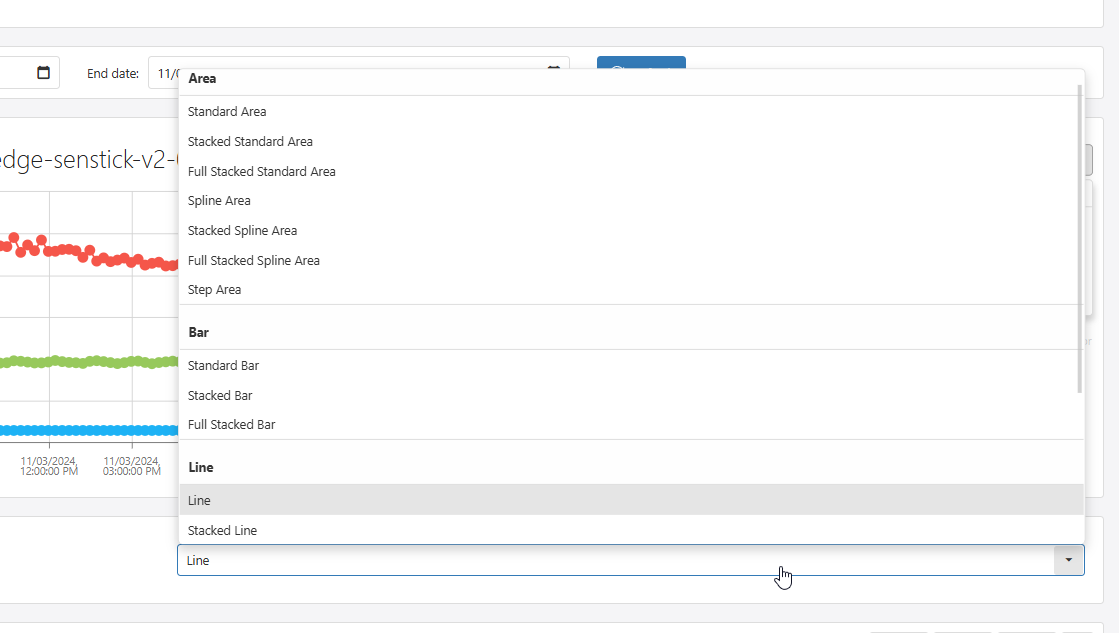 End date:
11/0
Area
Standard Area
Stacked Standard Area
Full Stacked Standard Area
Spline Area
Stacked Spline Area
Full Stacked Spline Area
Step Area
Bar
Standard Bar
Stacked Bar
Full Stacked Bar
Line
Line
Stacked Line
Line
edge-senstick-v2-
11/03/2024,
12:00:00 PM
11/03/2024,
03:00:00 PM